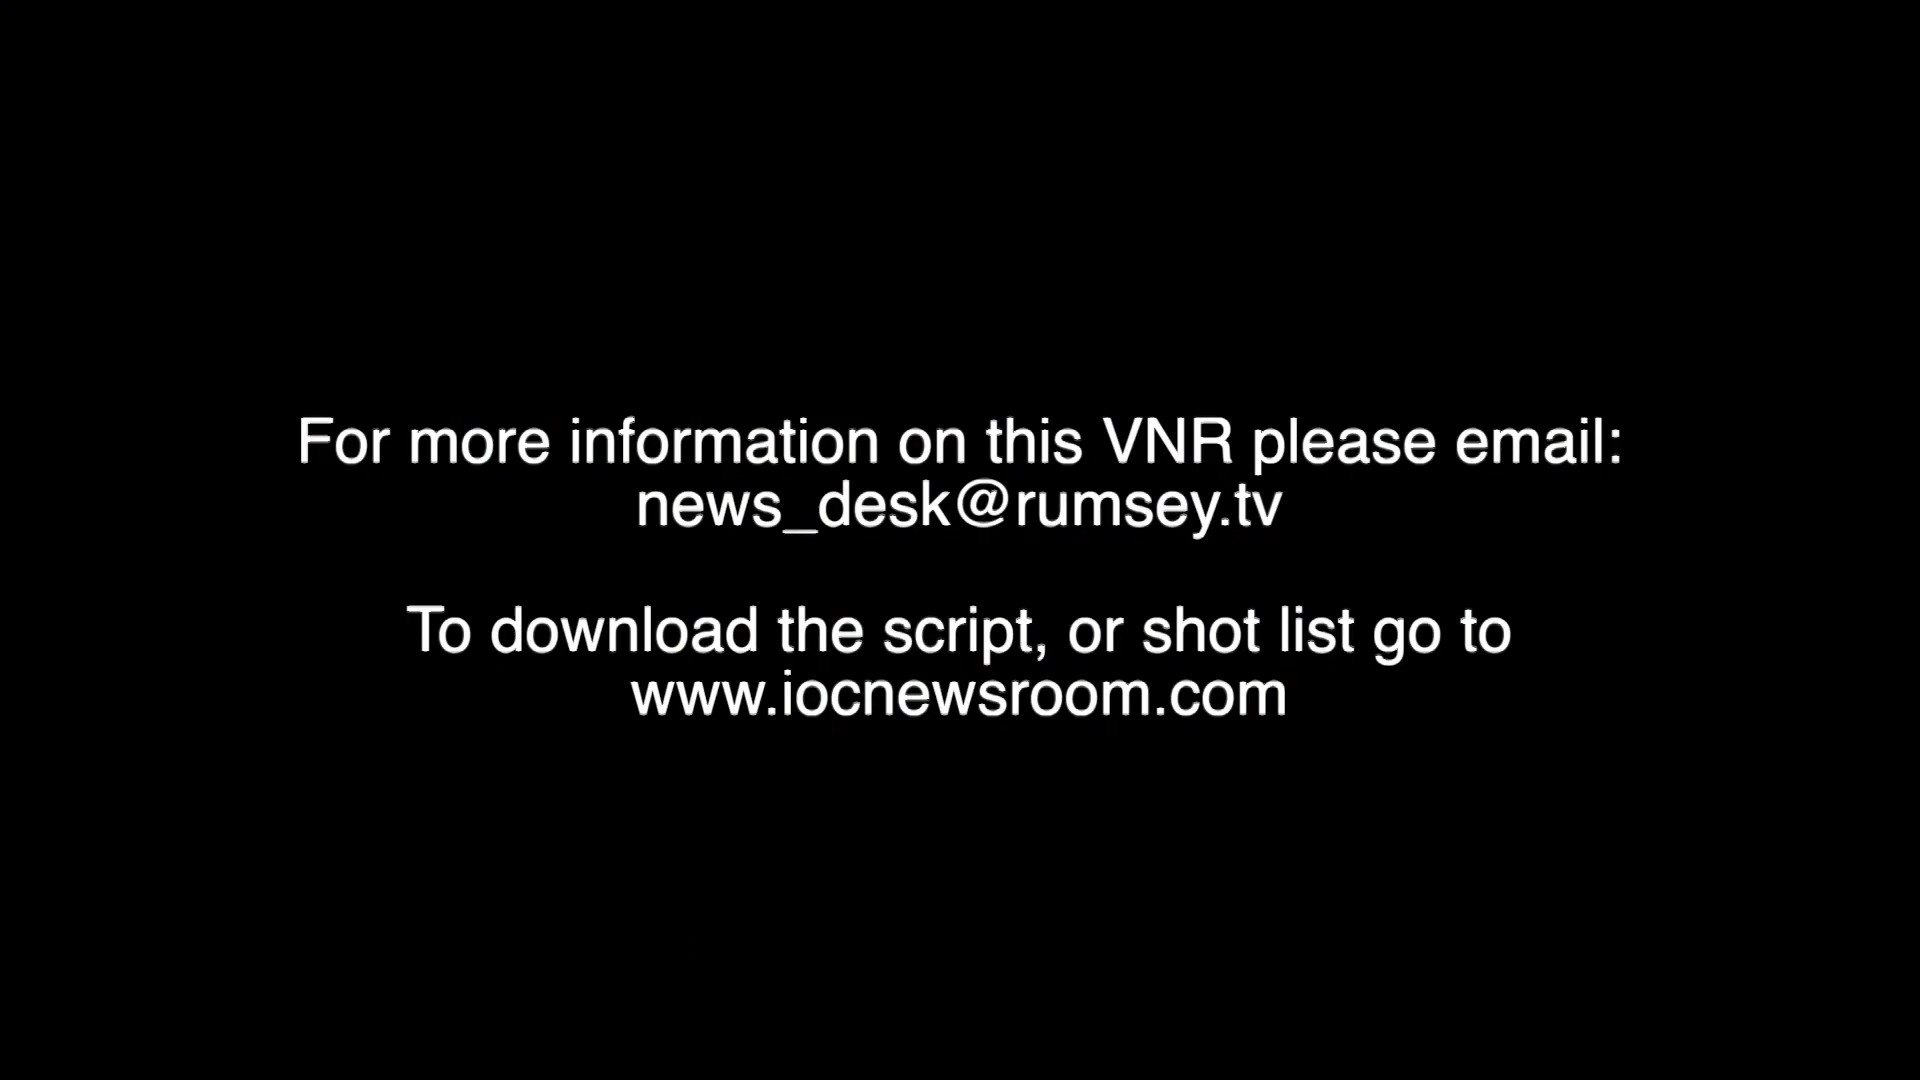 For more information on this VNR please email:
news_desk@rumsey.tv
To download the script, or shot list go to
www.iocnewsroom.com